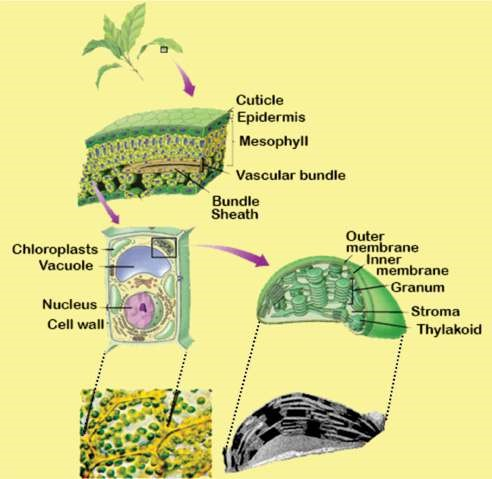 Cuticle
Epidermis
Mesophyll
Vascular bundle
Bundle
Sheath
Chloroplasts
Vacuole
Nucleus
Cell wall
Outer
membrane
Inner
membrane
Granum
Stroma
Thylakoid